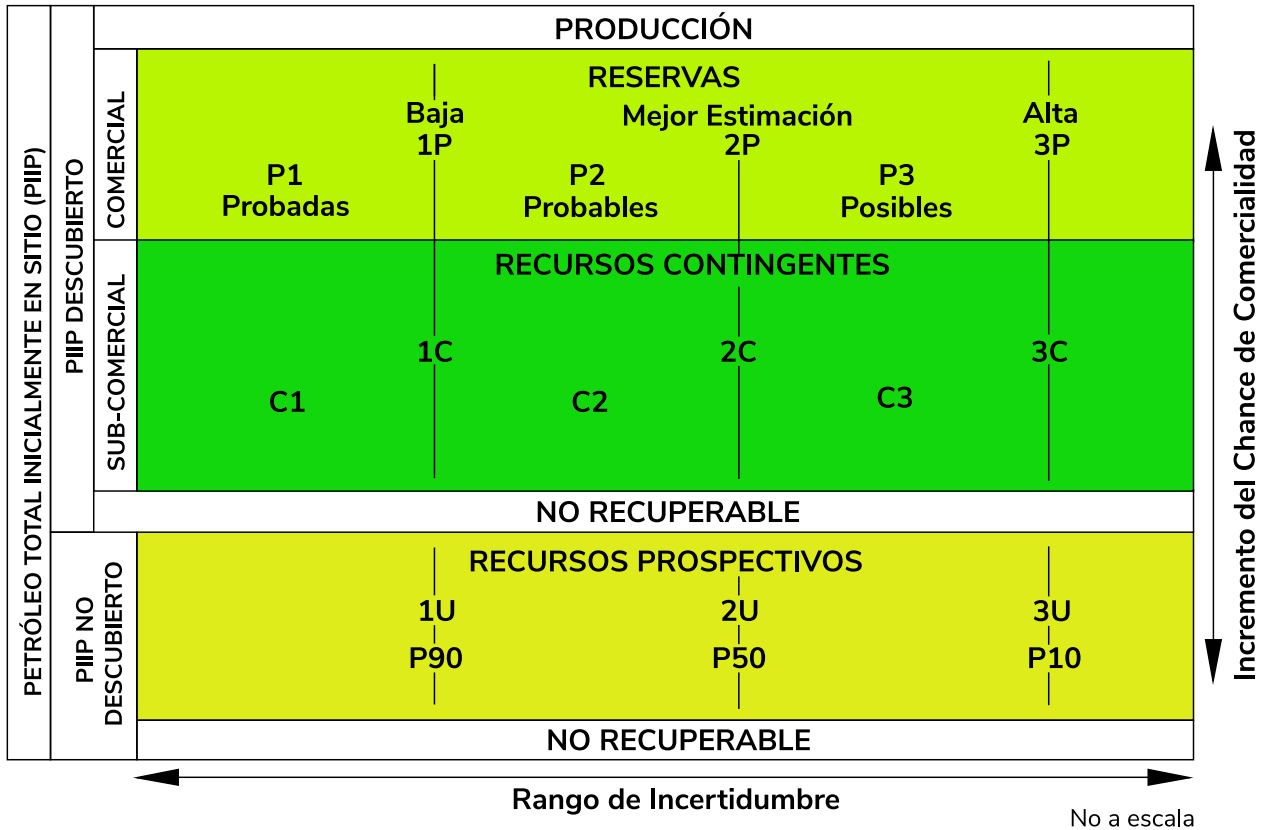 PETRÓLEO TOTAL INICIALMENTE EN SITIO (PIIP)
PIIP DESCUBIERTO
PRODUCCIÓN
COMERCIAL
RESERVAS
Baja
Mejor Estimación
Alta
1P
2P
3P
P1
P2
P3
Probadas
Probables
Posibles
SUB-COMERCIAL
RECURSOS CONTINGENTES
1C
2C
3C
C1
C2
C3
NO RECUPERABLE
PIIP NO
DESCUBIERTO
RECURSOS PROSPECTIVOS
1U
2U
3U
P90
P50
P10
NO RECUPERABLE
Incremento del Chance de Comercialidad
Rango de Incertidumbre
No a escala